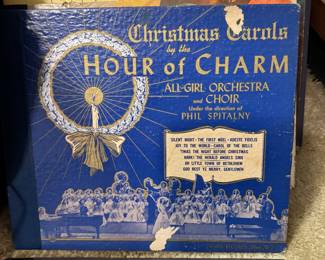 Christmas Carols
by the
HOUR of CHARM
ALL-GIRL ORCHESTRA
and
CHOIR
Under the direction of
PHIL SPITALNY
SILENT NIGHT - THE FIRST NOEL - ADESTE FIDELIS
JOY TO THE WORLD - CAROL OF THE BELLS
'TWAS THE NIGHT BEFORE CHRISTMAS
HARK! THE HERALD ANGELS SING
OH LITTLE TOWN OF BETHLEHEM
GOD REST YE MERRY, GENTLEMEN